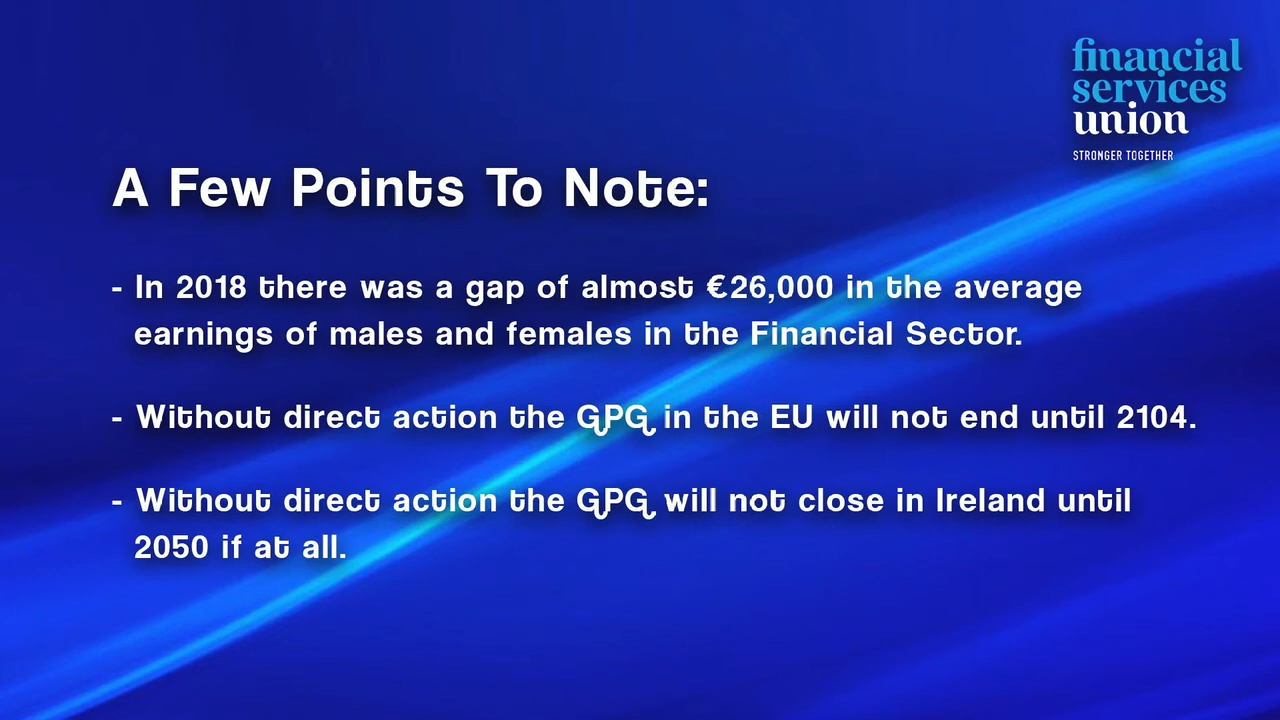 financial
services
union
STRONGER TOGETHER
A Few Points To Note:
- In 2018 there was a gap of almost €26,000 in the average
earnings of males and females in the Financial Sector.
- Without direct action the GPG in the EU will not end until 2104.
- Without direct action the GPG will not close in Ireland until
2050 if at all.